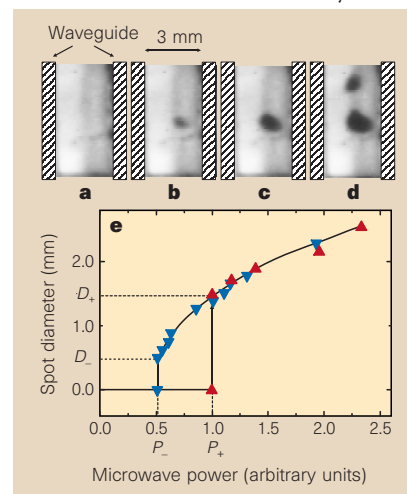 Waveguide
3 mm
a b c d
e
Spot diameter (mm)
2.0
D+
1.0
D−
0.0
0.0 0.5 1.0 1.5 2.0 2.5
P− P+
Microwave power (arbitrary units)